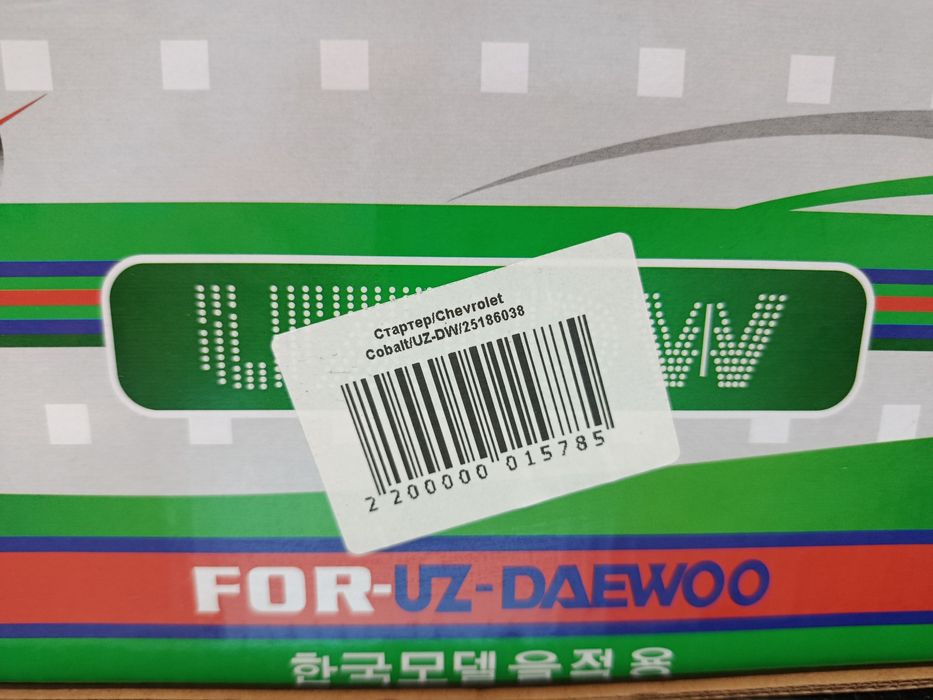 Стартер/Chevrolet
Cobalt/UZ-DW/25186038
2 200000 015785
FOR-UZ-DAEWOO
한국모델을적용